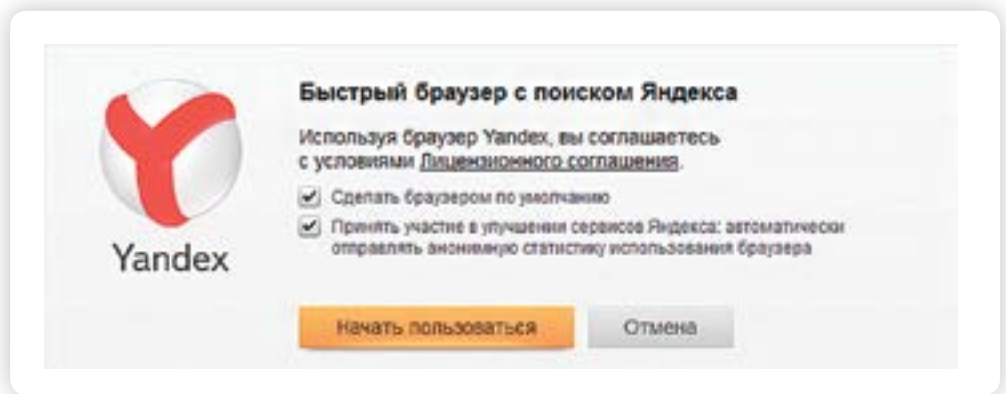 Быстрый браузер с поиском Яндекса
Используя браузер Yandex, вы соглашаетесь
с условиями Лицензионного соглашения.
Сделать браузером по умолчанию
Принять участие в улучшении сервисов Яндекса: автоматически
отправлять анонимную статистику использования браузера
Yandex
Начать пользоваться
Отмена